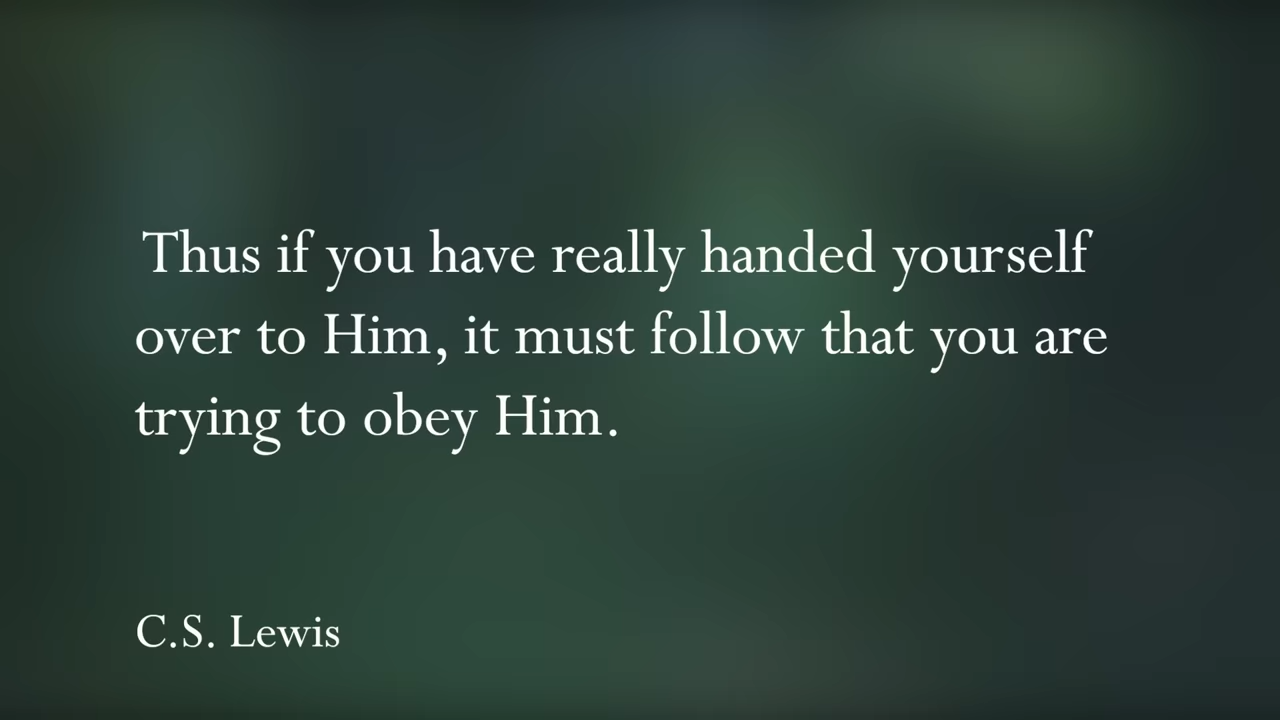 Thus if you have really handed yourself
over to Him, it must follow that you are
trying to obey Him.
C.S. Lewis